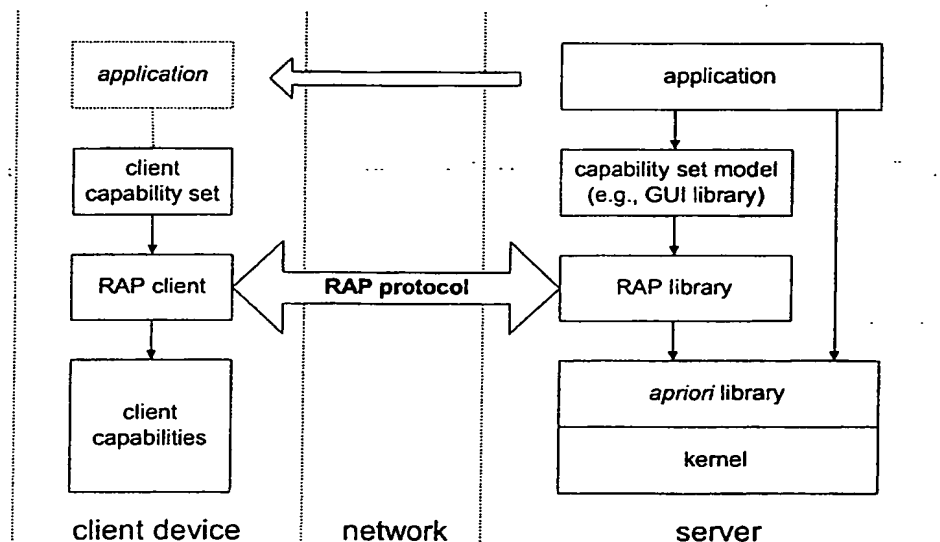 application
application
client
capability set
capability set model
(e.g., GUI library)
RAP client
RAP protocol
RAP library
client
capabilities
apriori library
kernel
client device
network
server